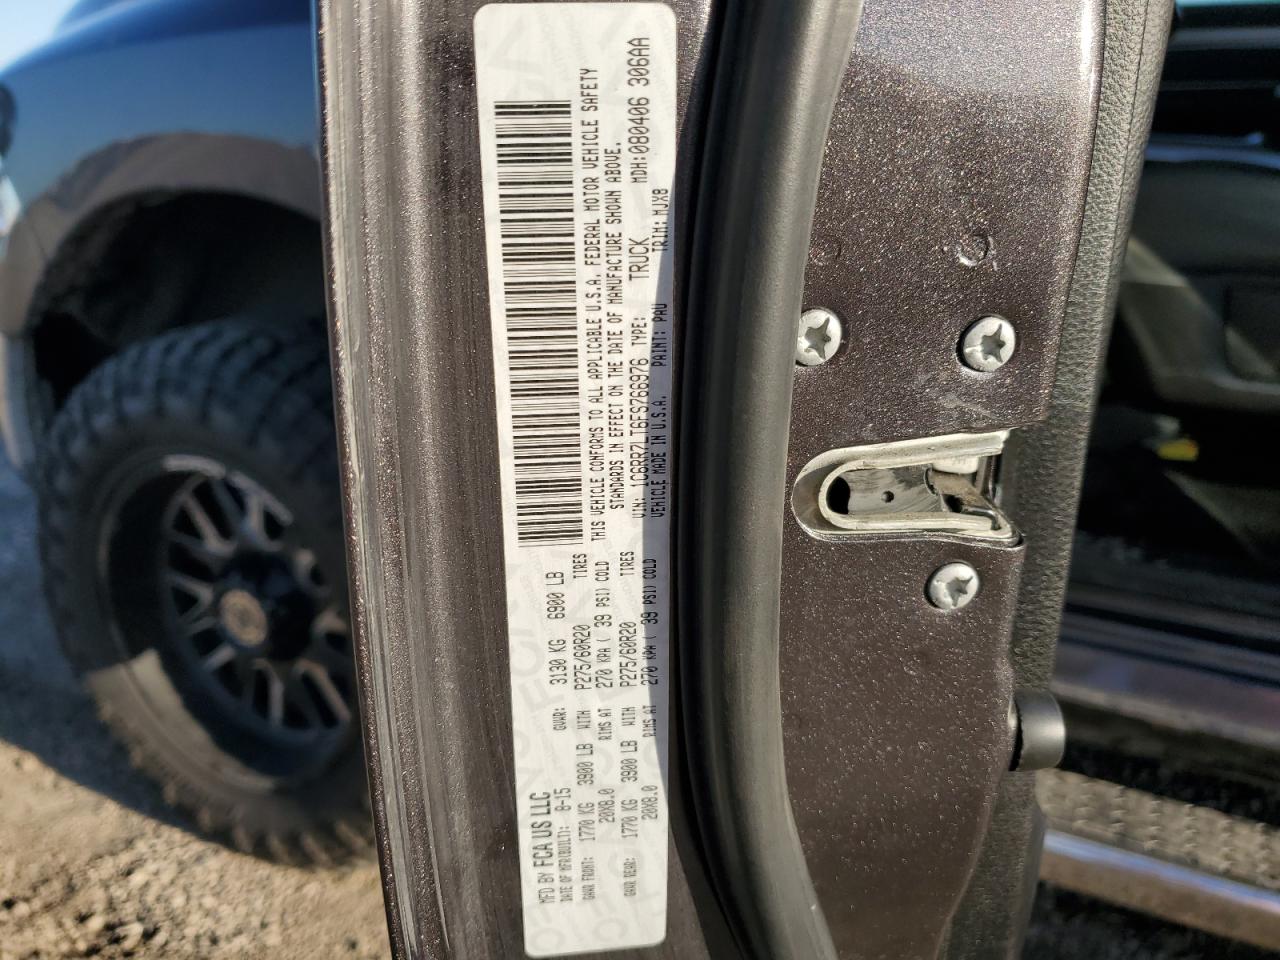 MFD BY FCA US LLC
DATE OF MFR(BUILT): 8-15 GVWR: 3130 KG 6900 LB
GAWR FRONT: 1770 KG 3900 LB WITH P275/60R20 TIRES
20X8.0 RIMS AT 270 KPA ( 39 PSI) COLD
GAWR REAR: 1770 KG 3900 LB WITH P275/60R20 TIRES
20X8.0 RIMS AT 270 KPA ( 39 PSI) COLD
THIS VEHICLE CONFORMS TO ALL APPLICABLE U.S.A. FEDERAL MOTOR VEHICLE SAFETY
STANDARDS IN EFFECT ON THE DATE OF MANUFACTURE SHOWN ABOVE.
VIN: 1C6RR7LT6FS766976 TYPE: TRUCK MDH:080406 306AA
VEHICLE MADE IN U.S.A. PAINT: PAU TRIM: MJX8